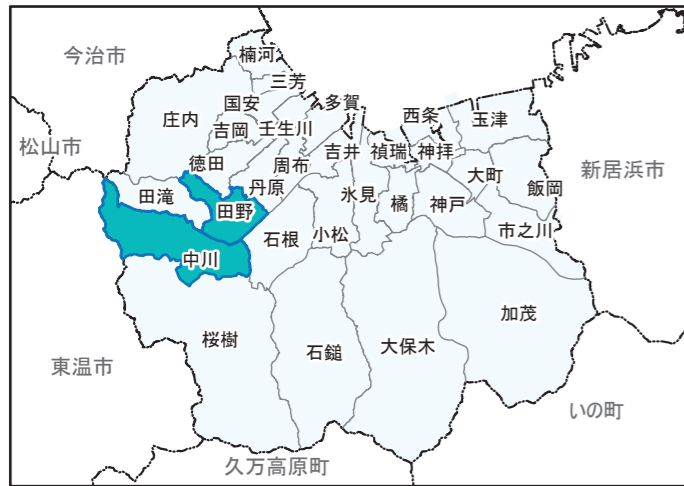 今治市
楠河
三芳
庄内
国安
多賀
西条
玉津
松山市
吉岡
壬生川
徳田
周布
吉井
禎瑞
神拝
大町
新居浜市
田滝
丹原
田野
氷見
橘
神戸
飯岡
石根
小松
市之川
中川
桜樹
石鎚
大保木
加茂
東温市
いの町
久万高原町